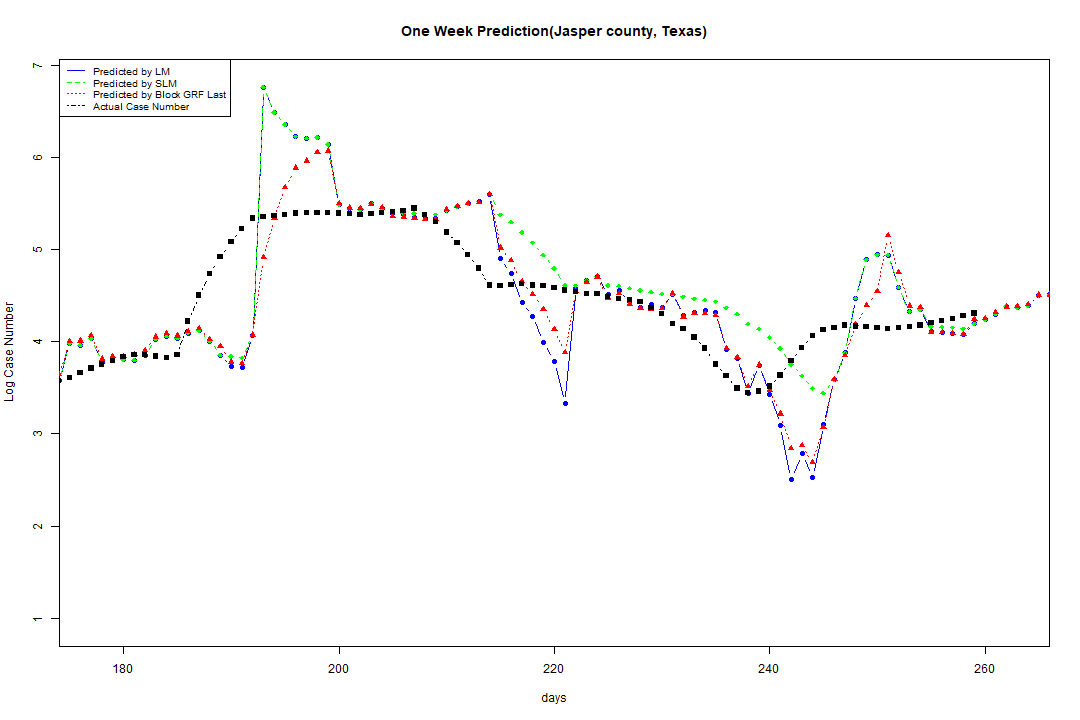 One Week Prediction(Jasper county, Texas)
Predicted by LM
Predicted by SLM
Predicted by Block GRF Last
Actual Case Number
7
6
5
4
3
2
1
Log Case Number
180 200 220 240 260
days